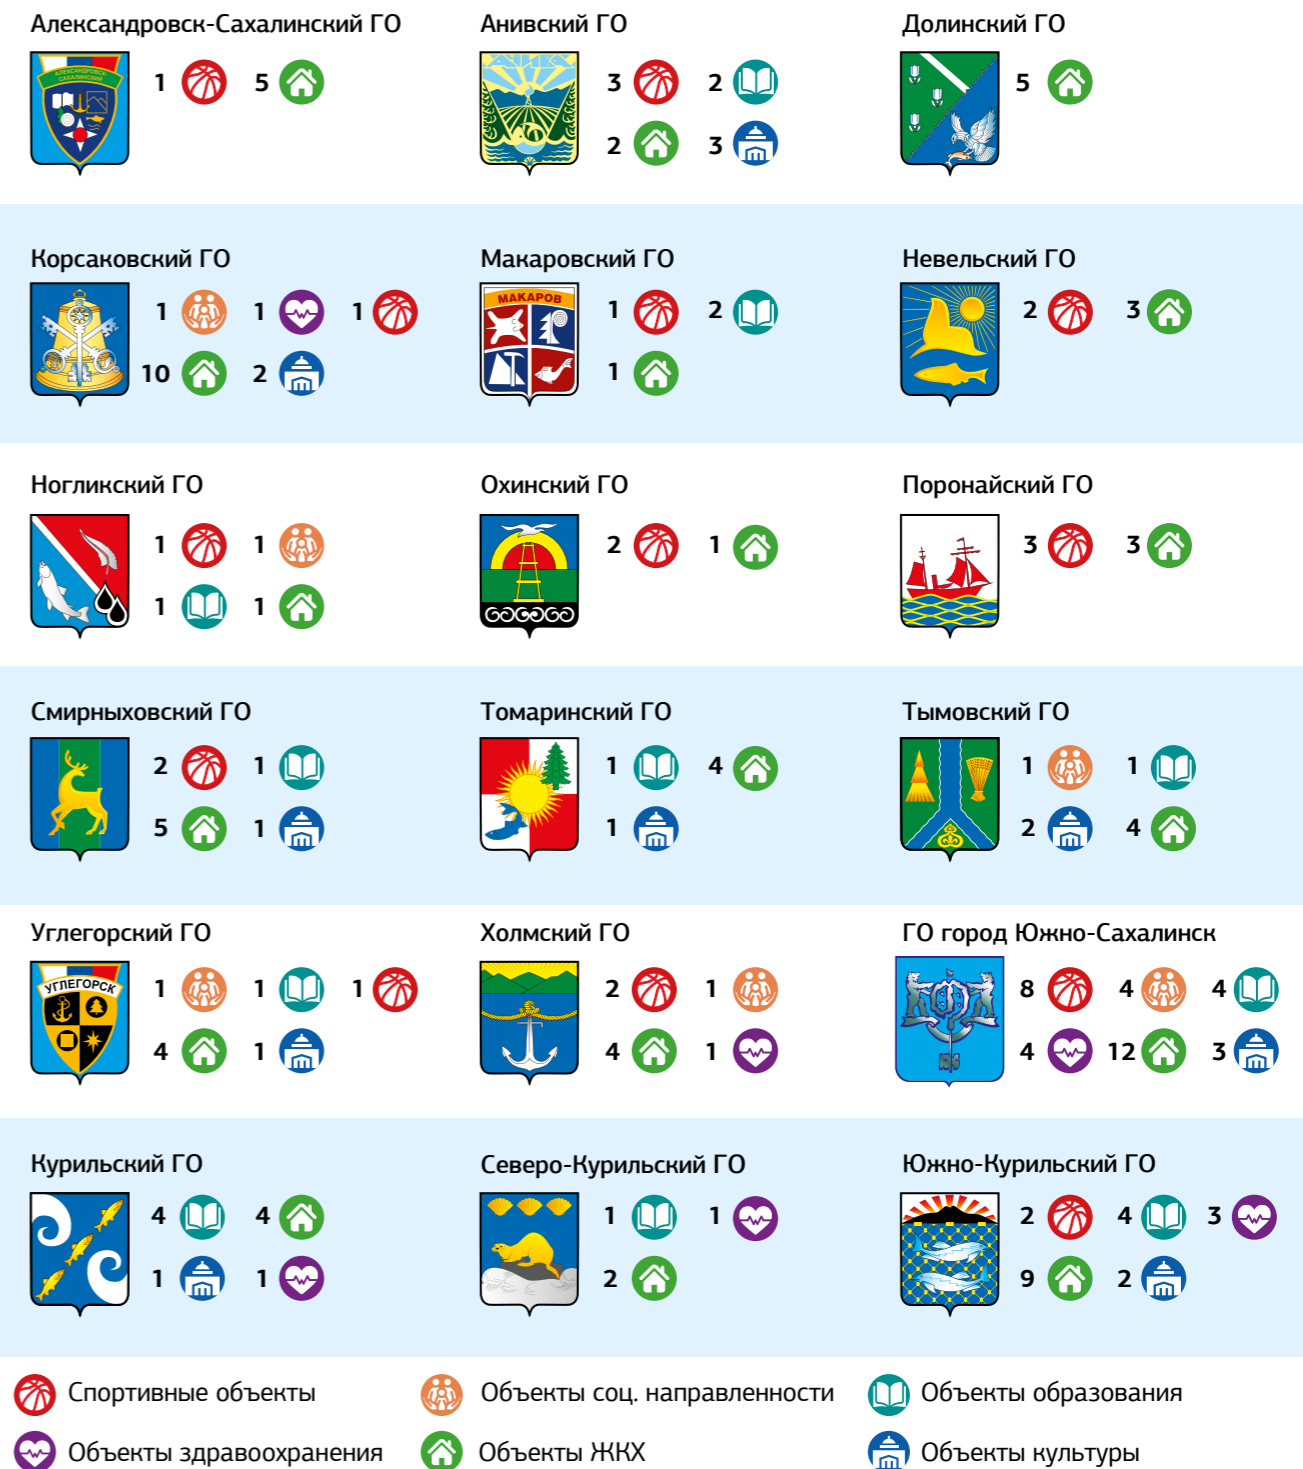 Александровск-Сахалинский ГО
Анивский ГО
Долинский ГО
АЛЕКСАНДРОВСК-
САХАЛИНСКИЙ
1 5
3 2
5
2 3
Корсаковский ГО
Макаровский ГО
Невельский ГО
МАКАРОВ
1 1 1
1 2
2 3
10 2
1
Ногликский ГО
Охинский ГО
Поронайский ГО
1 1
2 1
3 3
1 1
Смирныховский ГО
Томаринский ГО
Тымовский ГО
2 1
1 4
1 1
5 1
1
2 4
Углегорский ГО
Холмский ГО
ГО город Южно-Сахалинск
УГЛЕГОРСК
1 1 1
2 1
8 4 4
4 1
4 1
4 12 3
Курильский ГО
Северо-Курильский ГО
Южно-Курильский ГО
4 4
1 1
2 4 3
1 1
2
9 2
Спортивные объекты
Объекты соц. направленности
Объекты образования
Объекты здравоохранения
Объекты ЖКХ
Объекты культуры